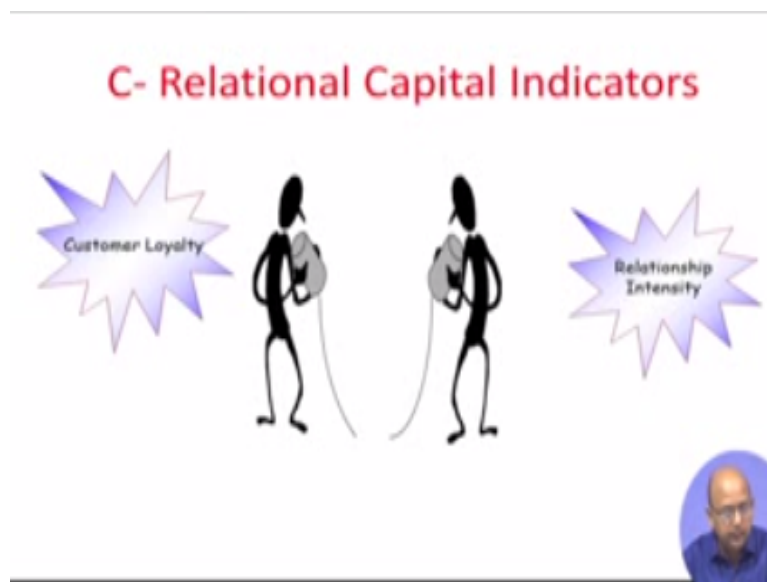 C- Relational Capital Indicators
Customer Loyalty
Relationship
Intensity